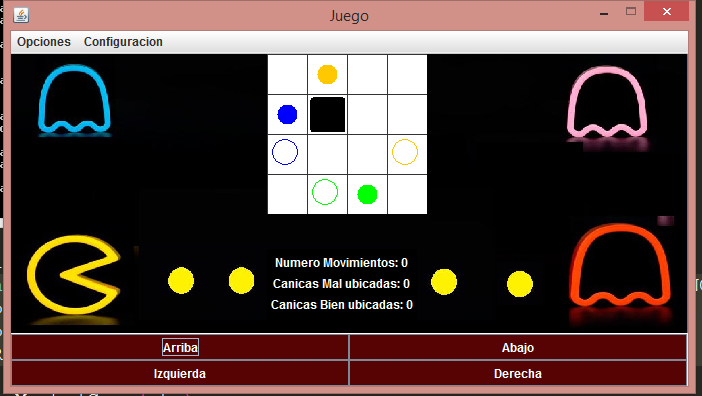 Juego
Opciones Configuracion
Numero Movimientos: 0
Canicas Mal ubicadas: 0
Canicas Bien ubicadas: 0
Arriba Abajo
Izquierda Derecha